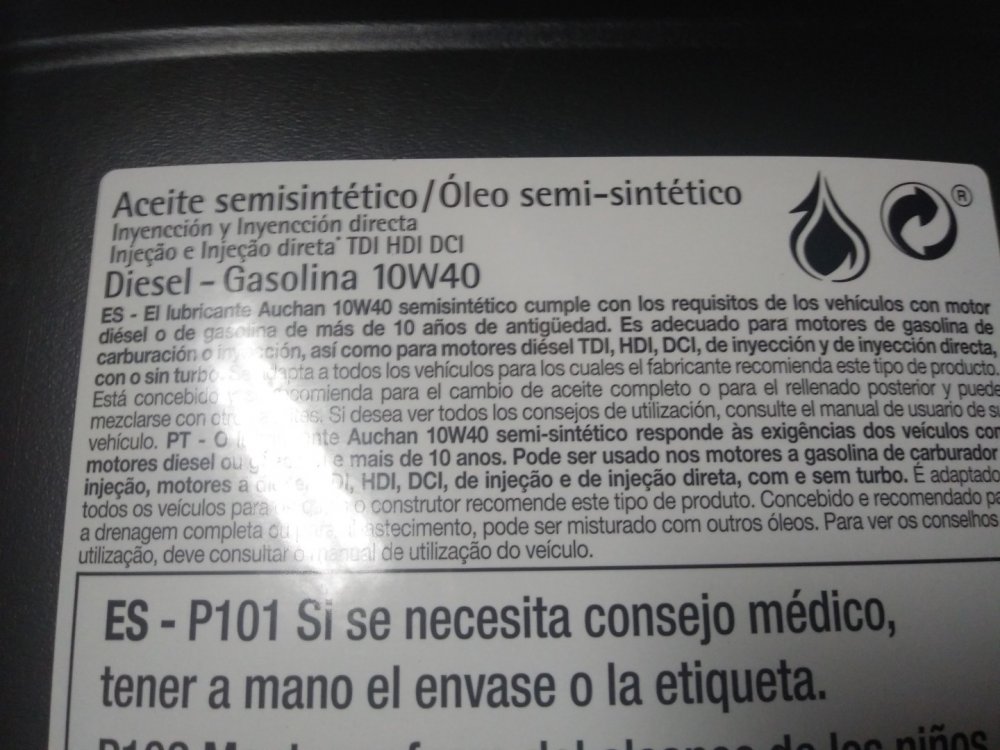 Aceite semisintético/Óleo semi-sintético
®
Inyencción y Inyencción directa
Injeção e Injeção direta* TDI HDI DCI
Diesel - Gasolina 10W40
ES - El lubricante Auchan 10W40 semisintético cumple con los requisitos de los vehículos con motor
diésel o de gasolina de más de 10 años de antigüedad. Es adecuado para motores de gasolina de
carburación o inyección, así como para motores diésel TDI, HDI, DCI, de inyección y de inyección directa,
con o sin turbo. Se adapta a todos los vehículos para los cuales el fabricante recomienda este tipo de producto.
Está concebido y se recomienda para el cambio de aceite completo o para el rellenado posterior y puede
mezclarse con otros aceites. Si desea ver todos los consejos de utilización, consulte el manual de usuario de su
vehículo. PT - O Auchan 10W40 semi-sintético responde às exigências dos veículos com
motores diesel ou mais de 10 anos. Pode ser usado nos motores a gasolina de carburador
injeção, motores a HDI, DCI, de injeção e de injeção direta, com e sem turbo. É adaptado
todos os veículos para o construtor recomende este tipo de produto. Concebido e recomendado
a drenagem completa ou pode ser misturado com outros óleos. Para ver os conselhos
utilização, deve consultar o manual de utilização do veículo.
ES - P101 Si se necesita consejo médico,
tener a mano el envase o la etiqueta.